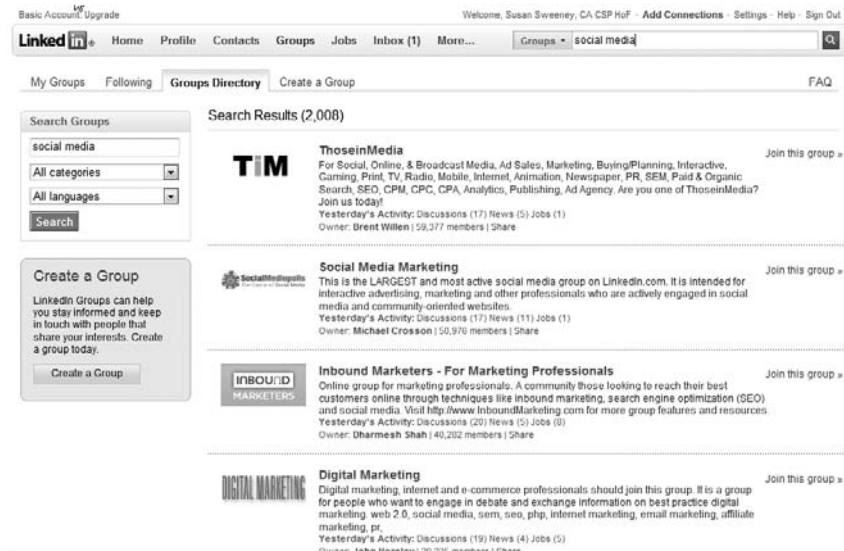 Basic Account: Upgrade
Welcome, Susan Sweeney, CA CSP HoF · Add Connections · Settings · Help · Sign Out
Linked in Home Profile Contacts Groups Jobs Inbox (1) More... Groups social media
My Groups Following Groups Directory Create a Group FAQ
Search Groups
social media
All categories
All languages
Search
Create a Group
LinkedIn Groups can help
you stay informed and keep
in touch with people that
share your interests. Create
a group today.
Create a Group
Search Results (2,008)
TiM
ThoseinMedia
Join this group »
For Social, Online, & Broadcast Media, Ad Sales, Marketing, Buying/Planning, Interactive,
Gaming, Print, TV, Radio, Mobile, Internet, Animation, Newspaper, PR, SEM, Paid & Organic
Search, SEO, CPM, CPC, CPA, Analytics, Publishing, Ad Agency. Are you one of ThoseinMedia?
Join us today!
Yesterday's Activity: Discussions (17) News (5) Jobs (1)
Owner: Brent Willen | 59,377 members | Share
SocialMediopolis
Social Media Marketing
Join this group »
This is the LARGEST and most active social media group on LinkedIn.com. It is intended for
interactive advertising, marketing and other professionals who are actively engaged in social
media and community-oriented websites.
Yesterday's Activity: Discussions (17) News (11) Jobs (1)
Owner: Michael Crosson | 50,976 members | Share
INBOUND
MARKETERS
Inbound Marketers - For Marketing Professionals
Join this group »
Online group for marketing professionals. A community those looking to reach their best
customers online through techniques like inbound marketing, search engine optimization (SEO)
and social media. Visit http://www.InboundMarketing.com for more group features and resources.
Yesterday's Activity: Discussions (20) News (5) Jobs (8)
Owner: Dharmesh Shah | 40,202 members | Share
DIGITAL MARKETING
Digital Marketing
Join this group »
Digital marketing, internet and e-commerce professionals should join this group. It is a group
for people who want to engage in debate and exchange information on best practice digital
marketing. web 2.0, social media, sem, seo, php, internet marketing, email marketing, affiliate
marketing, pr,
Yesterday's Activity: Discussions (19) News (4) Jobs (5)